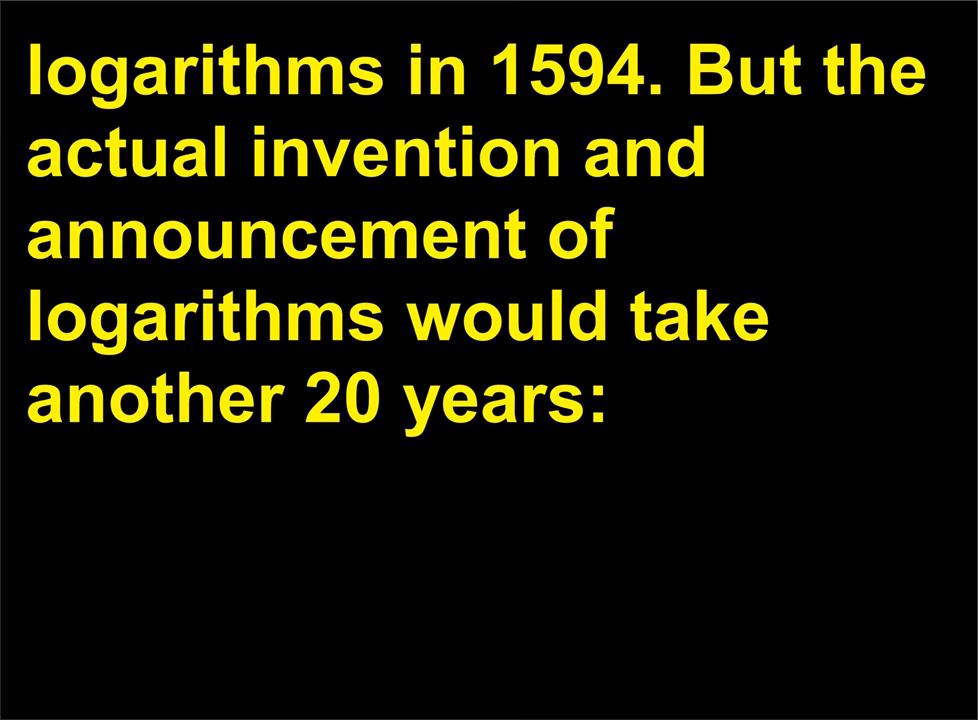 logarithms in 1594. But the
actual invention and
announcement of
logarithms would take
another 20 years: